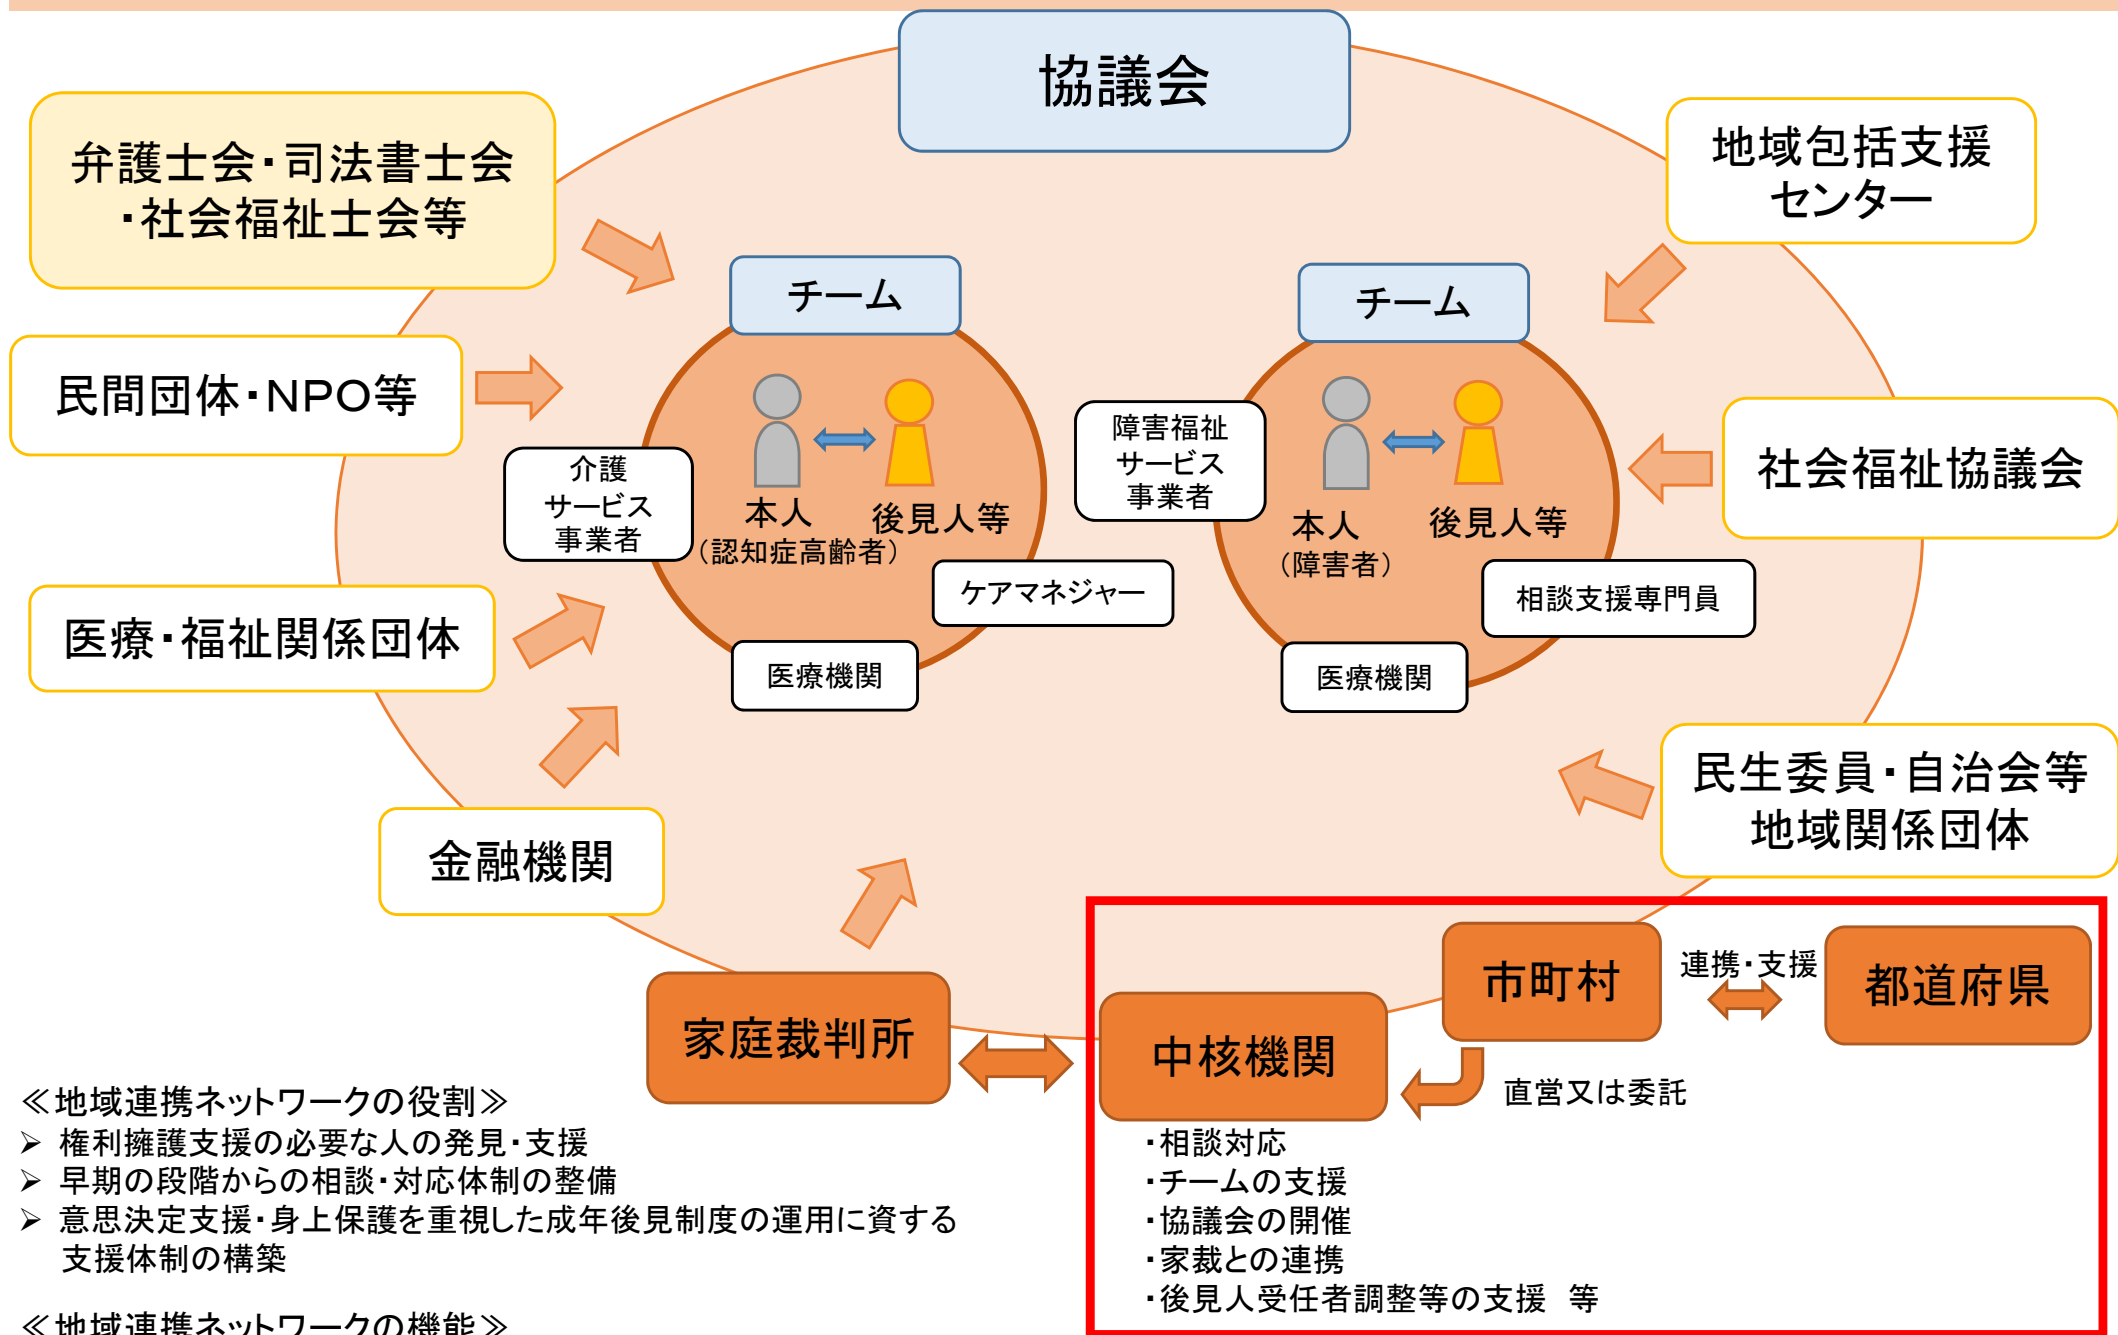 協議会
弁護士会・司法書士会
・社会福祉士会等
地域包括支援
センター
チーム
チーム
民間団体・NPO等
障害福祉
サービス
事業者
社会福祉協議会
介護
サービス
事業者
本人
(認知症高齢者)
後見人等
本人
(障害者)
後見人等
ケアマネジャー
相談支援専門員
医療・福祉関係団体
医療機関
医療機関
民生委員・自治会等
地域関係団体
金融機関
市町村
連携・支援
都道府県
家庭裁判所
中核機関
直営又は委託
・相談対応
・チームの支援
・協議会の開催
・家裁との連携
・後見人受任者調整等の支援 等
≪地域連携ネットワークの役割≫
➢ 権利擁護支援の必要な人の発見・支援
➢ 早期の段階からの相談・対応体制の整備
➢ 意思決定支援・身上保護を重視した成年後見制度の運用に資する
支援体制の構築
≪地域連携ネットワークの機能≫